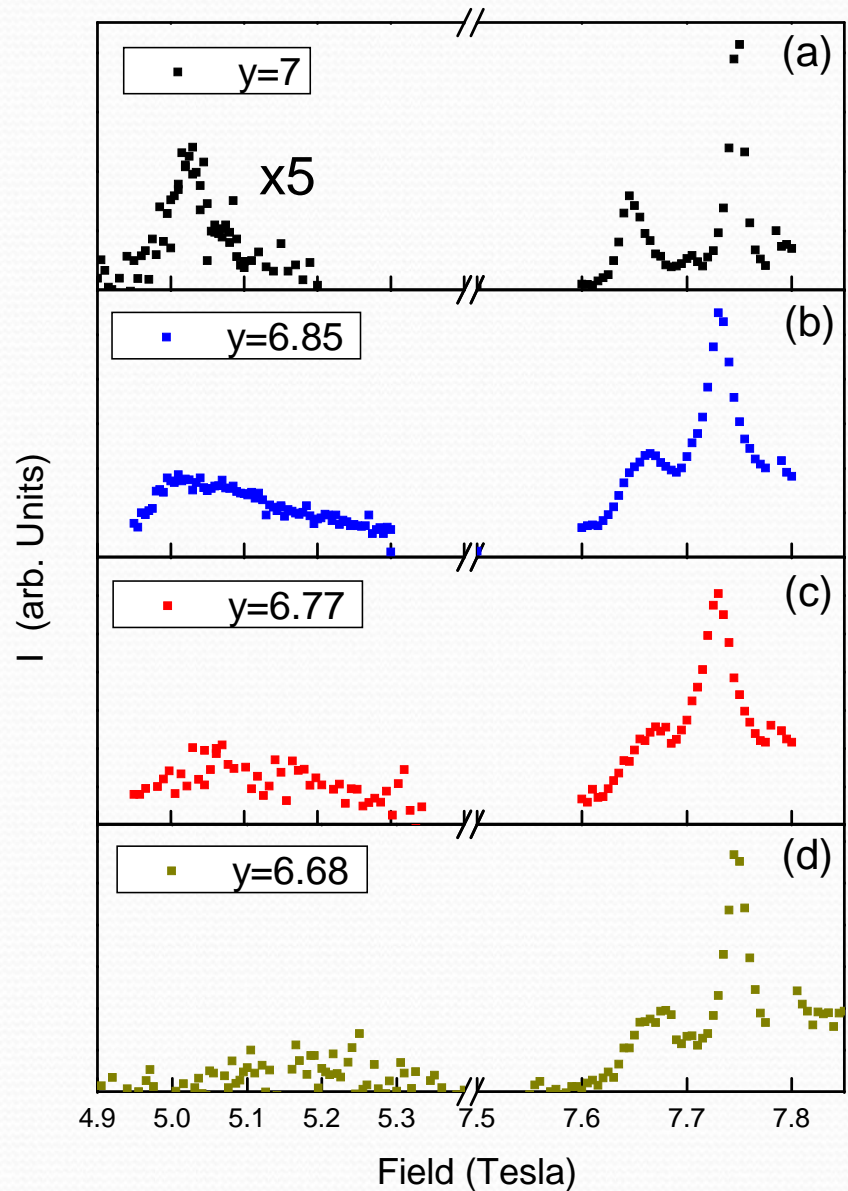 y=7
(a)
x5
y=6.85
(b)
y=6.77
(c)
y=6.68
(d)
I (arb. Units)
4.9 5.0 5.1 5.2 5.3 7.5 7.6 7.7 7.8
Field (Tesla)